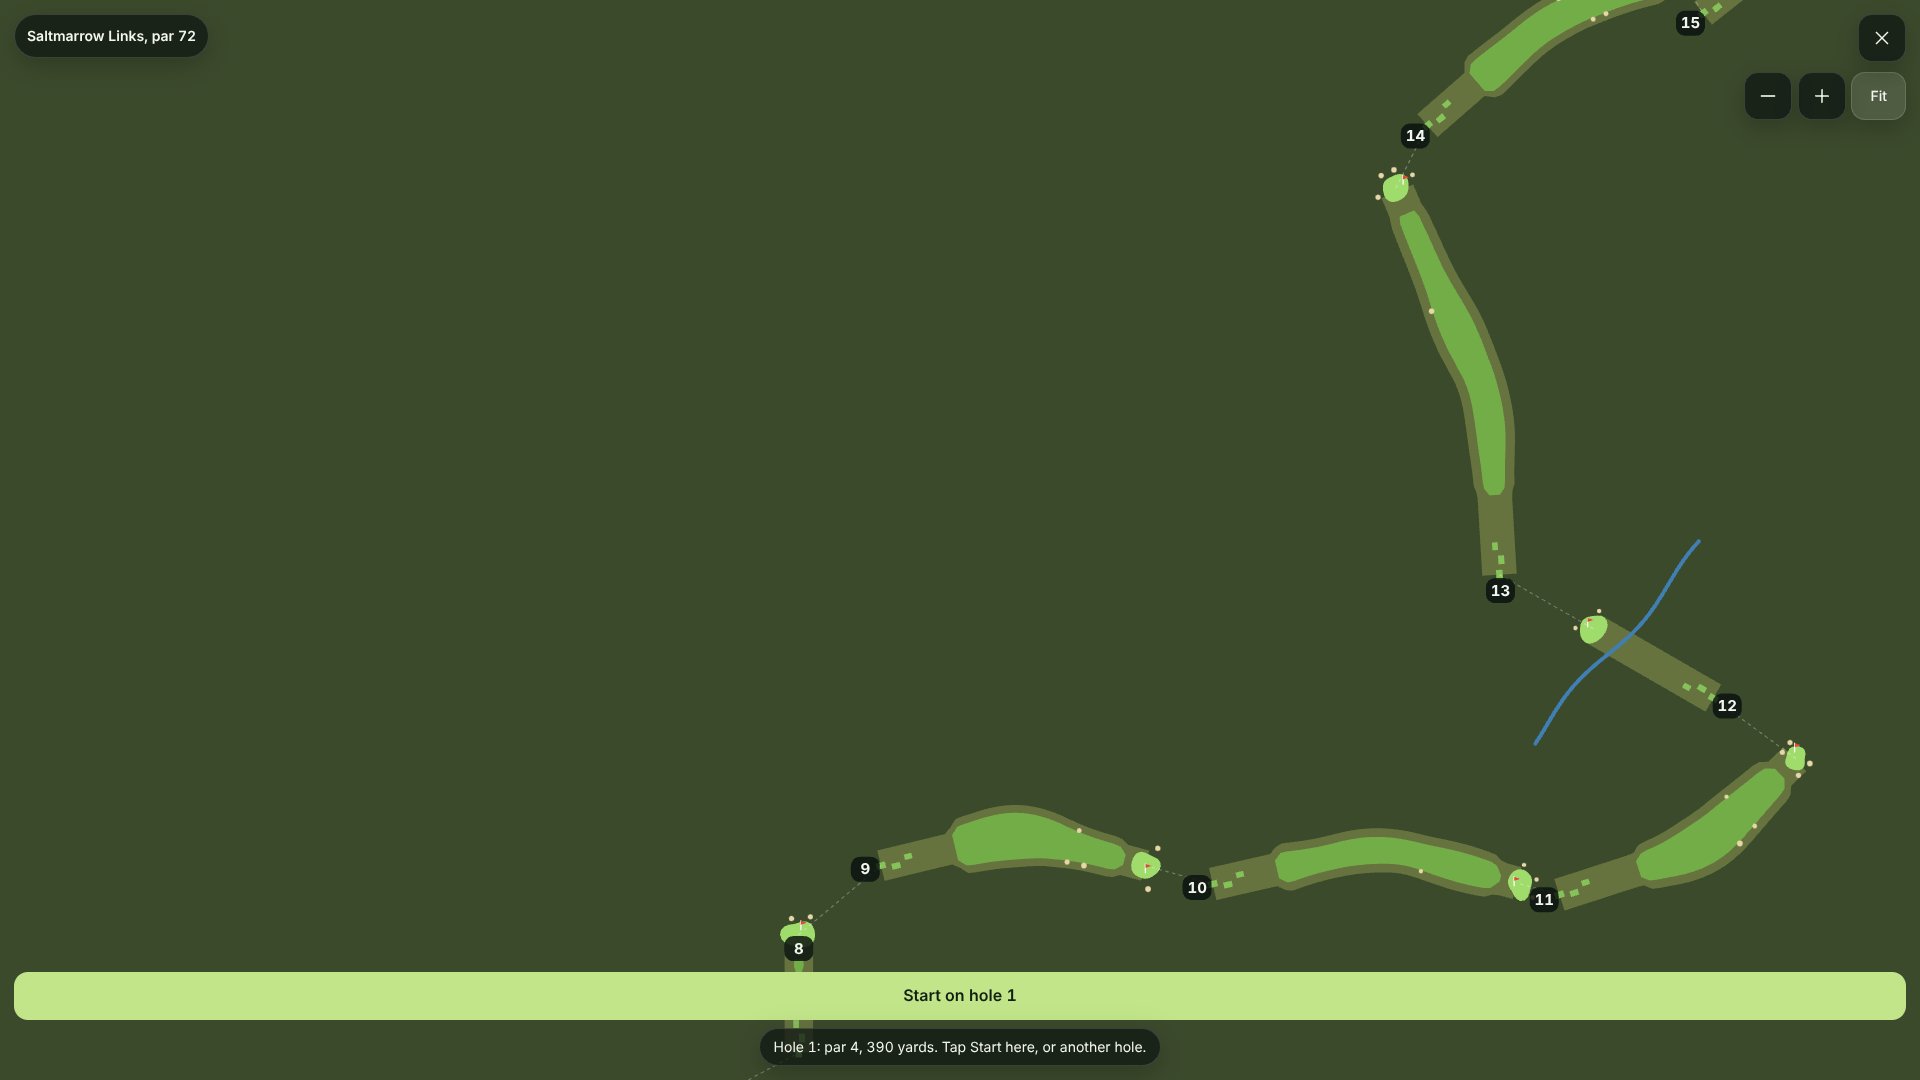 Saltmarrow Links, par 72
15
Fit
14
13
12
9
10
11
8
Start on hole 1
Hole 1: par 4, 390 yards. Tap Start here, or another hole.